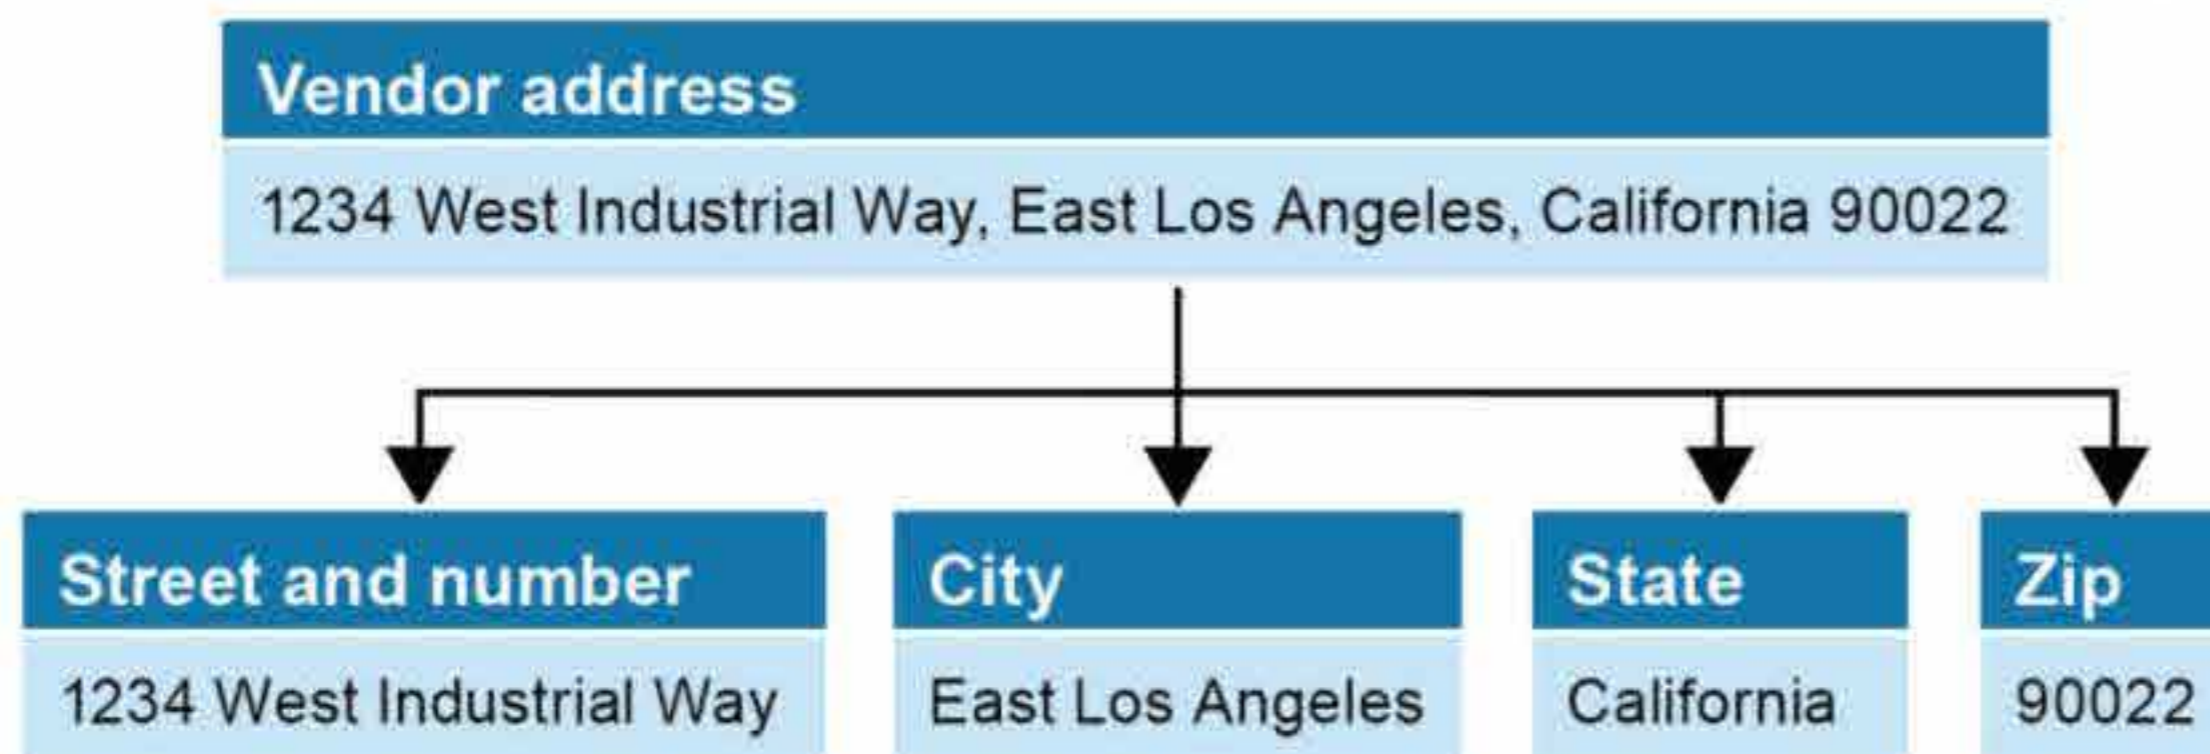 Vendor address
1234 West Industrial Way, East Los Angeles, California 90022
Street and number
1234 West Industrial Way
City
East Los Angeles
State
California
Zip
90022